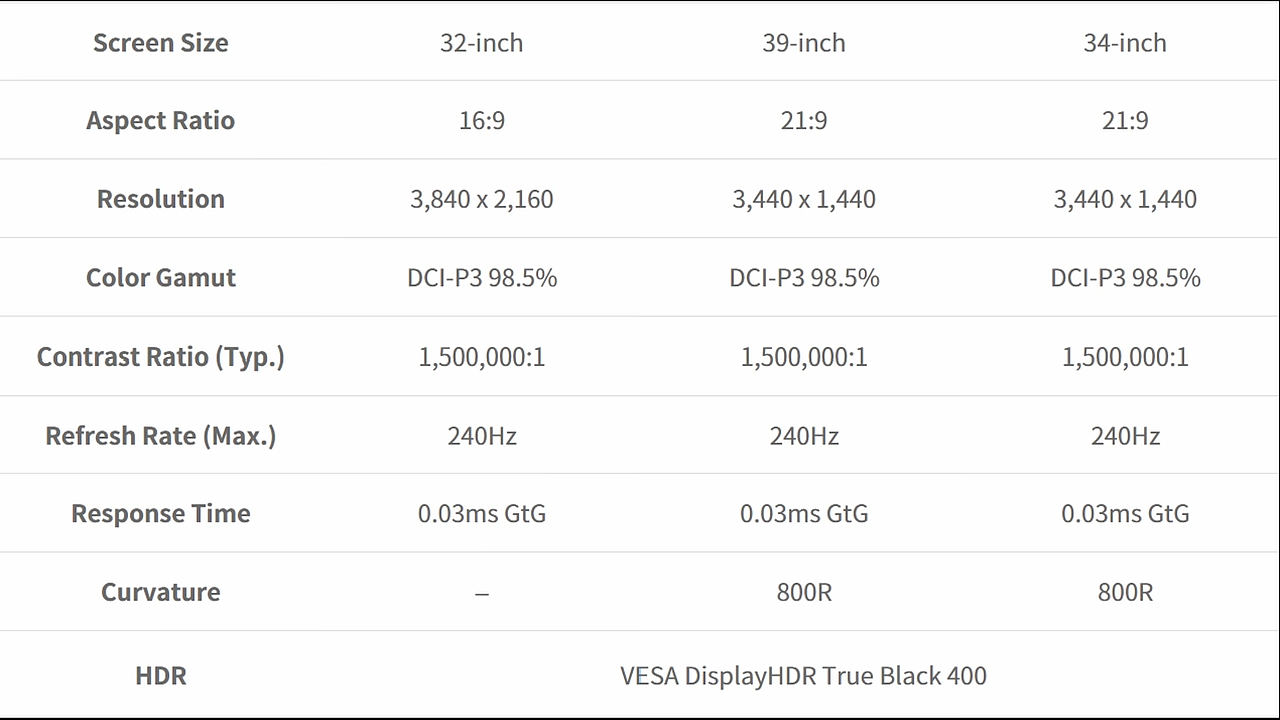 Screen Size 32-inch 39-inch 34-inch
Aspect Ratio 16:9 21:9 21:9
Resolution 3,840 x 2,160 3,440 x 1,440 3,440 x 1,440
Color Gamut DCI-P3 98.5% DCI-P3 98.5% DCI-P3 98.5%
Contrast Ratio (Typ.) 1,500,000:1 1,500,000:1 1,500,000:1
Refresh Rate (Max.) 240Hz 240Hz 240Hz
Response Time 0.03ms GtG 0.03ms GtG 0.03ms GtG
Curvature – 800R 800R
HDR VESA DisplayHDR True Black 400